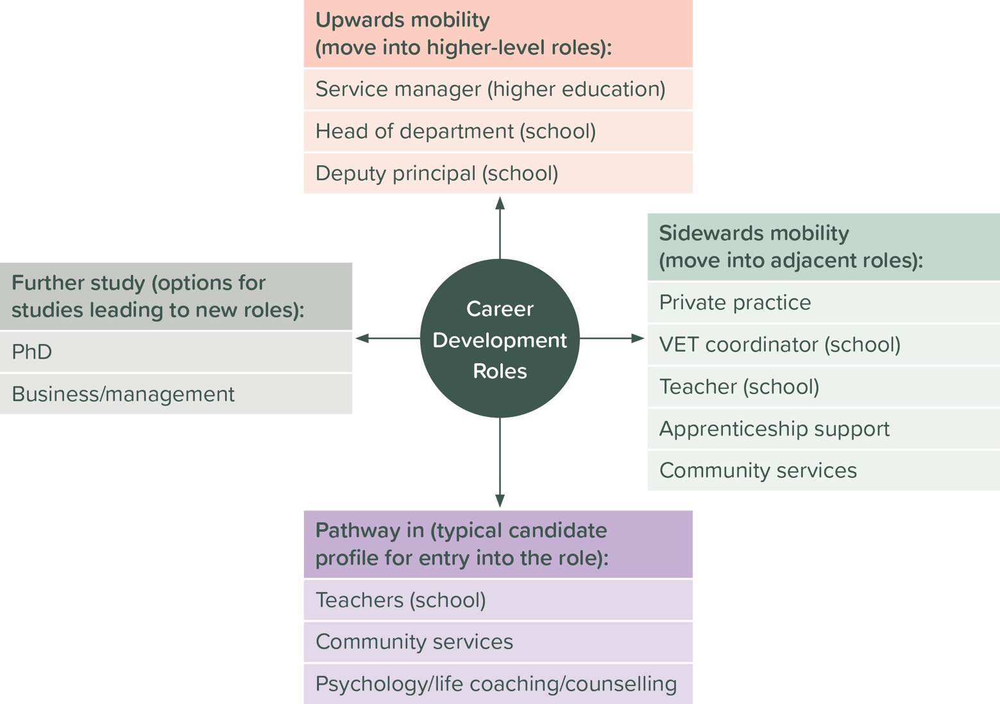 Upwards mobility
(move into higher-level roles):
Service manager (higher education)
Head of department (school)
Deputy principal (school)
Sidewards mobility
(move into adjacent roles):
Private practice
VET coordinator (school)
Teacher (school)
Apprenticeship support
Community services
Further study (options for
studies leading to new roles):
PhD
Business/management
Career
Development
Roles
Pathway in (typical candidate
profile for entry into the role):
Teachers (school)
Community services
Psychology/life coaching/counselling